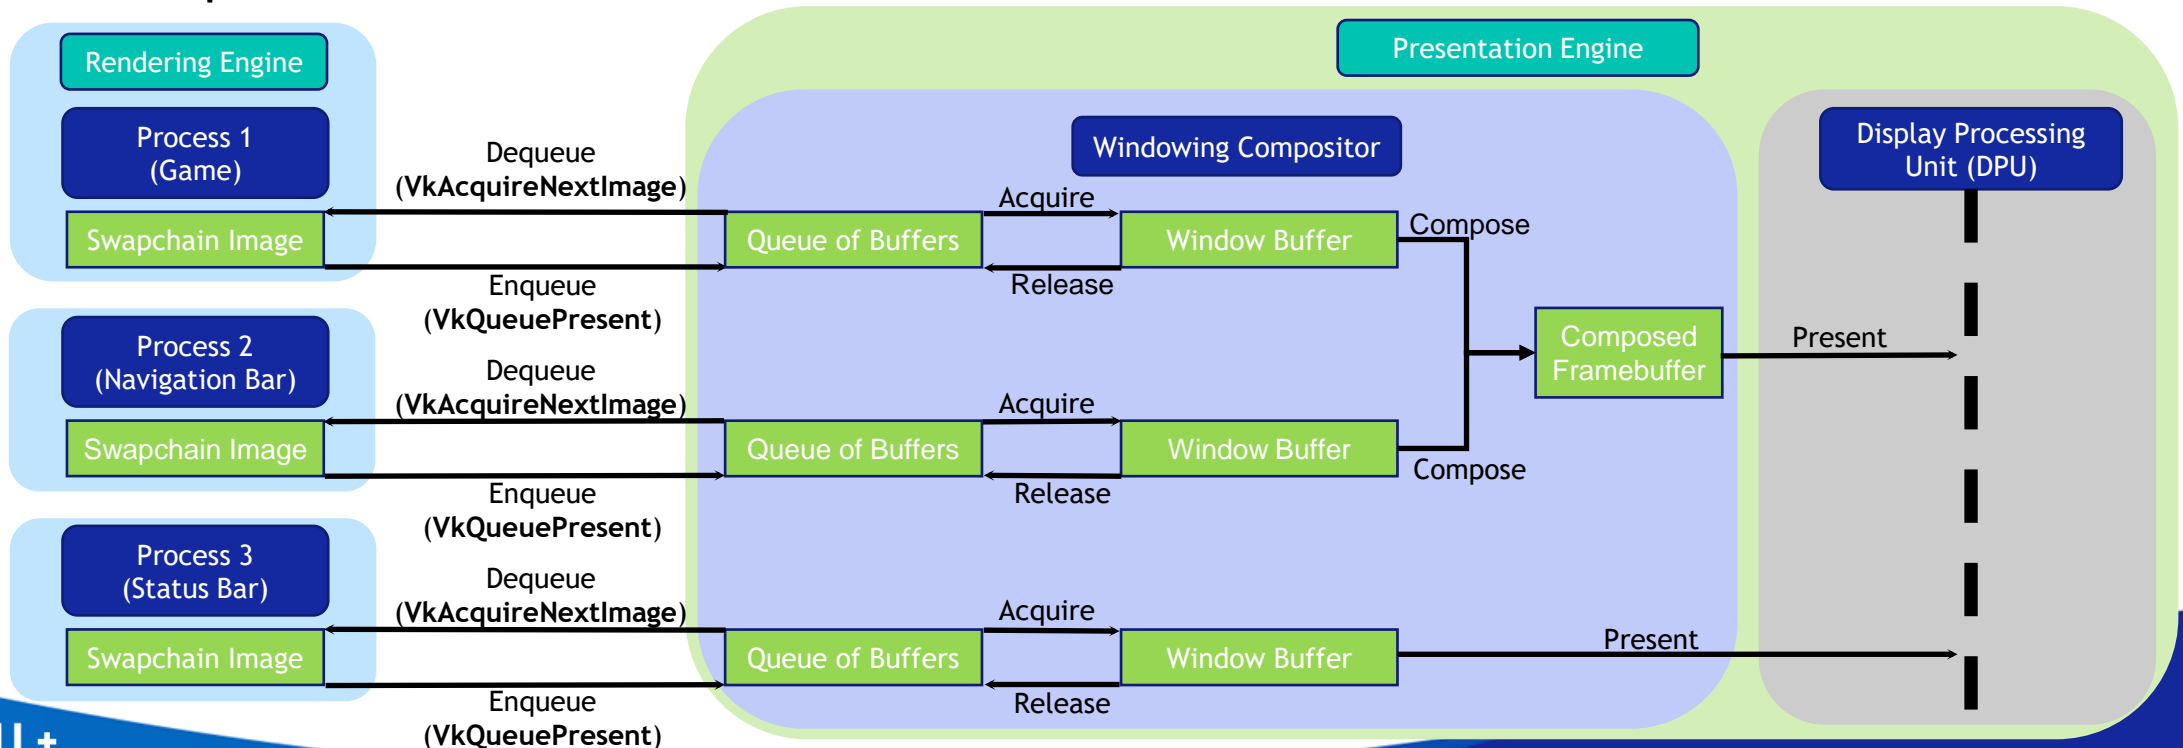 Rendering Engine
Presentation Engine
Process 1
(Game)
Dequeue
(VkAcquireNextImage)
Windowing Compositor
Display Processing
Unit (DPU)
Swapchain Image
Queue of Buffers
Acquire
Window Buffer
Compose
Enqueue
(VkQueuePresent)
Release
Process 2
(Navigation Bar)
Dequeue
(VkAcquireNextImage)
Composed
Framebuffer
Present
Swapchain Image
Queue of Buffers
Acquire
Window Buffer
Compose
Enqueue
(VkQueuePresent)
Release
Process 3
(Status Bar)
Dequeue
(VkAcquireNextImage)
Swapchain Image
Queue of Buffers
Acquire
Window Buffer
Present
Enqueue
(VkQueuePresent)
Release